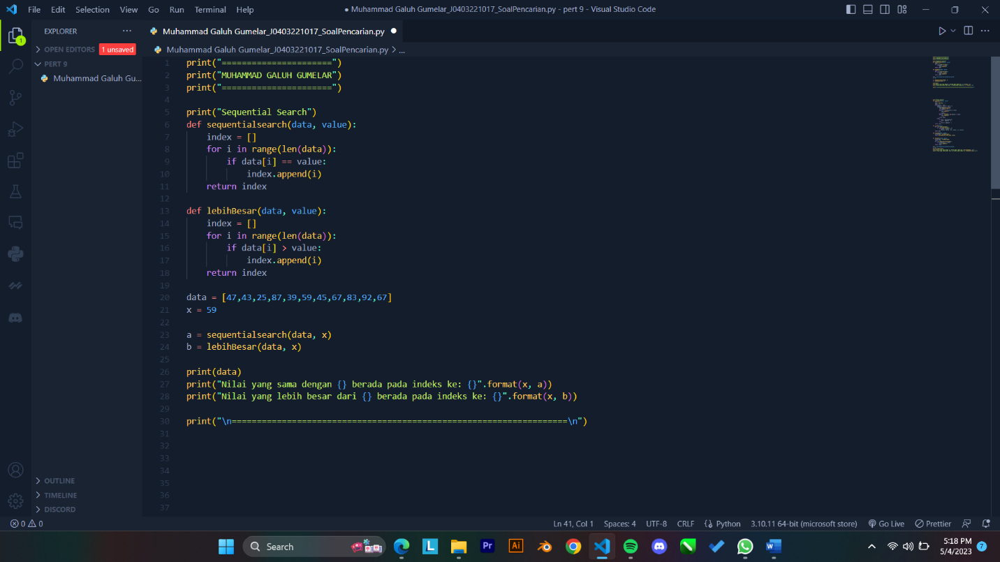 File Edit Selection View Go Run Terminal Help ● Muhammad Galuh Gumelar_J0403221017_SoalPencarian.py - pert 9 - Visual Studio Code
EXPLORER ···
Muhammad Galuh Gumelar_J0403221017_SoalPencarian.py ●
OPEN EDITORS 1 unsaved
Muhammad Galuh Gumelar_J0403221017_SoalPencarian.py > ...
PERT 9
Muhammad Galuh Gu...
1 print("======================")
2 print("MUHAMMAD GALUH GUMELAR")
3 print("======================")
4
5 print("Sequential Search")
6 def sequentialsearch(data, value):
7     index = []
8     for i in range(len(data)):
9         if data[i] == value:
10             index.append(i)
11     return index
12
13 def lebihBesar(data, value):
14     index = []
15     for i in range(len(data)):
16         if data[i] > value:
17             index.append(i)
18     return index
19
20 data = [47,43,25,87,39,59,45,67,83,92,67]
21 x = 59
22
23 a = sequentialsearch(data, x)
24 b = lebihBesar(data, x)
25
26 print(data)
27 print("Nilai yang sama dengan {} berada pada indeks ke: {}".format(x, a))
28 print("Nilai yang lebih besar dari {} berada pada indeks ke: {}".format(x, b))
29
30 print("\n===================================================================\n")
31
32
33
34
35
36
37
OUTLINE
TIMELINE
DISCORD
1
0 0 Ln 41, Col 1 Spaces: 4 UTF-8 CRLF Python 3.10.11 64-bit (microsoft store) Go Live Prettier
Search L Pr Ai W 5:18 PM
5/4/2023 7